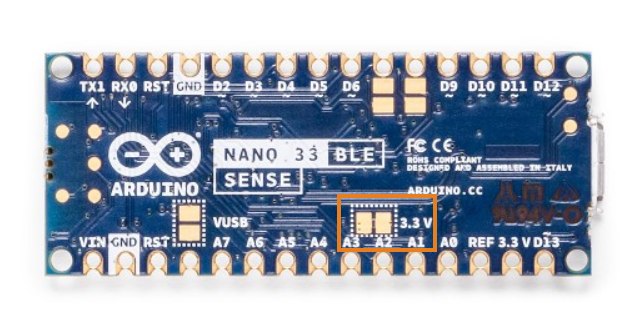 TX1 RX0 RST GND D2 D3 D4 D5 D6 D9 D10 D11 D12
~ ~ ~ ~ ~ ~ ~
NANO 33 BLE
SENSE
ARDUINO
FC CE
ROHS COMPLIANT
DESIGNED AND ASSEMBLED IN ITALY
ARDUINO.CC
94V-0
VUSB
3.3 V
VIN GND RST A7 A6 A5 A4 A3 A2 A1 A0 REF 3.3 V D13